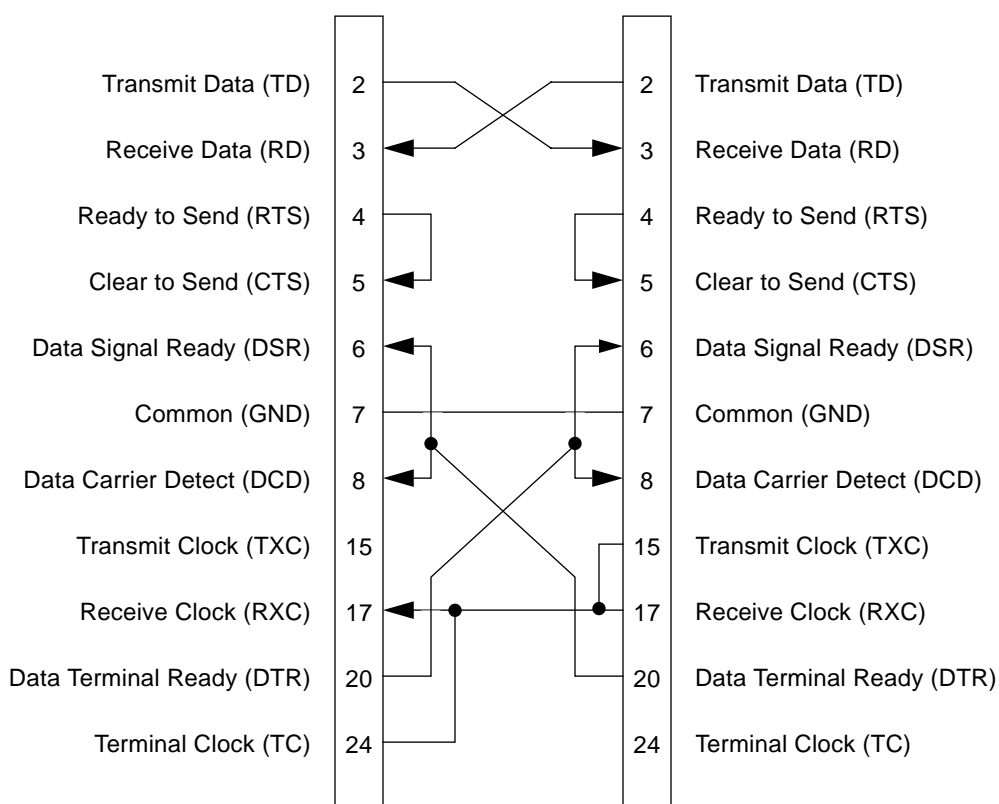 Transmit Data (TD) 2 2 Transmit Data (TD)
Receive Data (RD) 3 3 Receive Data (RD)
Ready to Send (RTS) 4 4 Ready to Send (RTS)
Clear to Send (CTS) 5 5 Clear to Send (CTS)
Data Signal Ready (DSR) 6 6 Data Signal Ready (DSR)
Common (GND) 7 7 Common (GND)
Data Carrier Detect (DCD) 8 8 Data Carrier Detect (DCD)
Transmit Clock (TXC) 15 15 Transmit Clock (TXC)
Receive Clock (RXC) 17 17 Receive Clock (RXC)
Data Terminal Ready (DTR) 20 20 Data Terminal Ready (DTR)
Terminal Clock (TC) 24 24 Terminal Clock (TC)